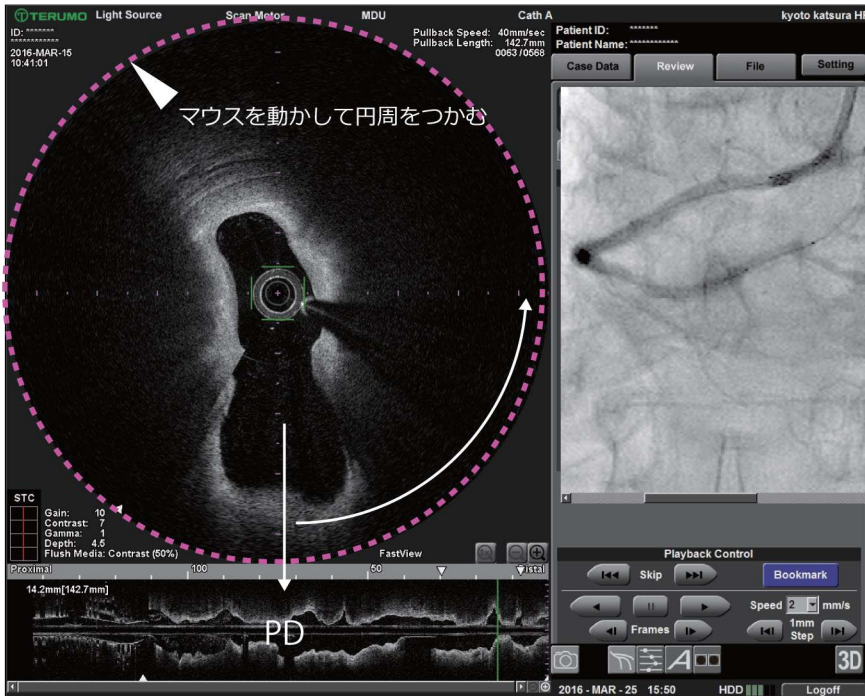 TERUMO Light Source Scan Motor MDU Cath A kyoto katsura HP
ID: *******
************
2016-MAR-15
10:41:01
Pullback Speed: 40mm/sec
Pullback Length: 142.7mm
0063 /0568
マウスを動かして円周をつかむ
STC
Gain: 10
Contrast: 7
Gamma: 1
Depth: 4.5
Flush Media: Contrast (50%)
FastView
Proximal 100 50 istal
14.2mm[142.7mm]
PD
Patient ID: *******
Patient Name: ************
Case Data Review File Setting
Playback Control
Skip
Bookmark
Speed 2 mm/s
Frames
1mm
Step
A
3D
2016 - MAR - 25 15:50 HDD Logoff